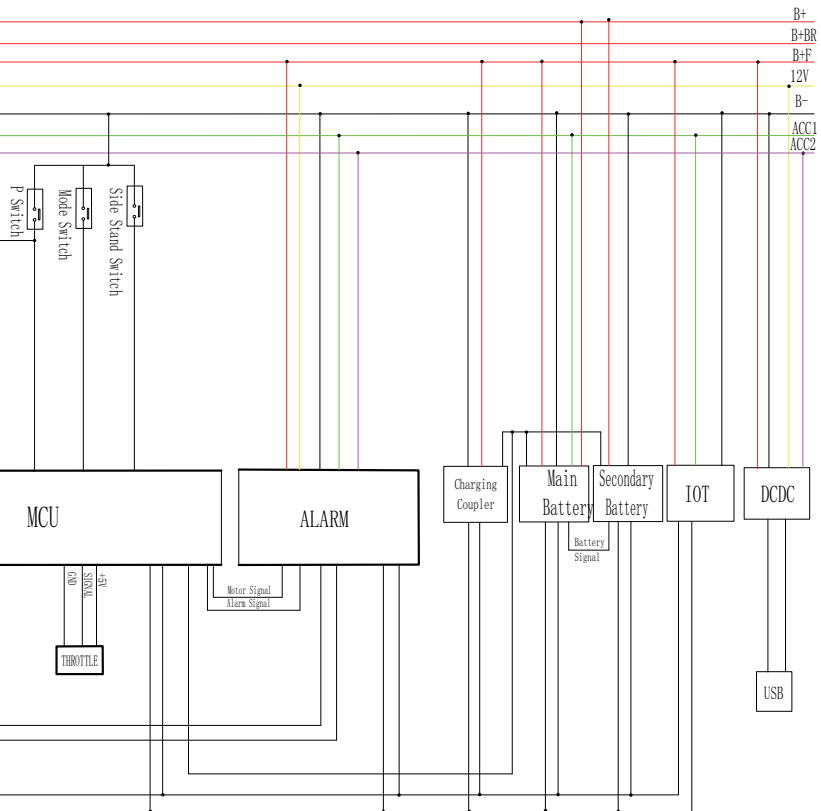 B+
B+BR
B+F
12V
B-
ACC1
ACC2
P Switch
Mode Switch
Side Stand Switch
MCU
ALARM
Charging
Coupler
Main
Battery
Secondary
Battery
IOT
DCDC
Battery
Signal
GND
SIGNAL
+5V
Motor Signal
Alarm Signal
THROTTLE
USB